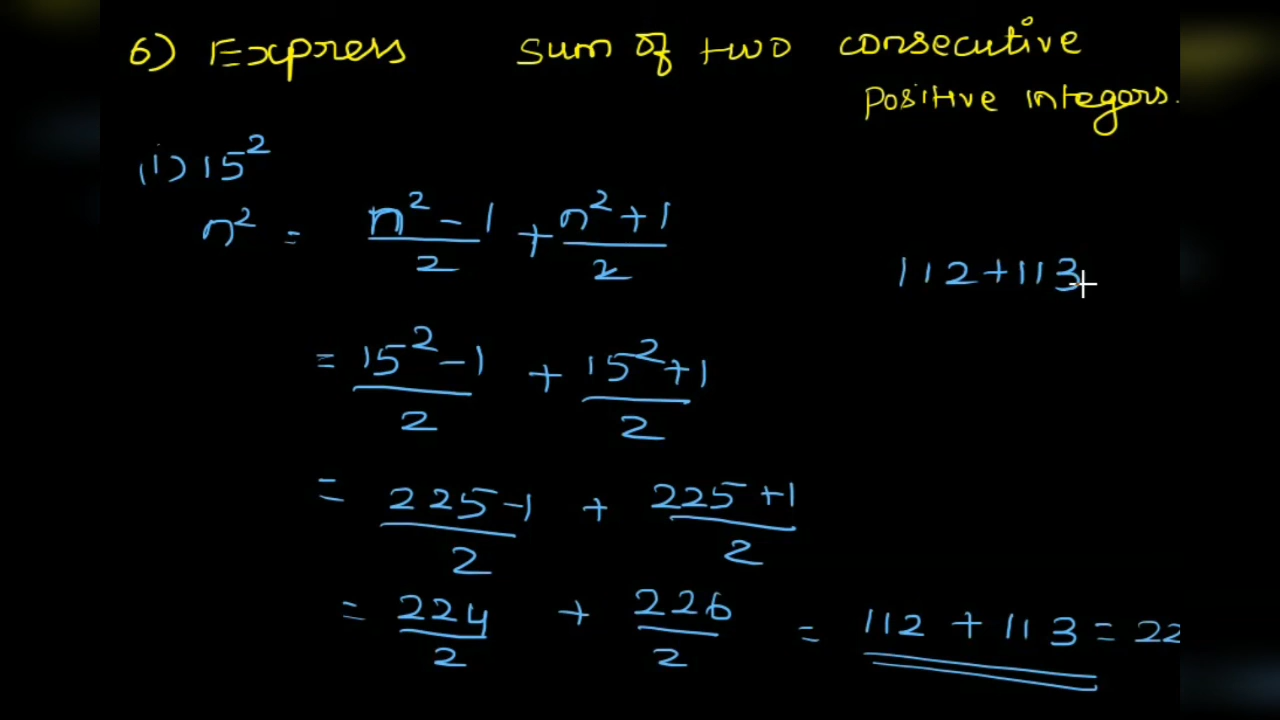 6) Express sum of two consecutive
positive integers.
(i) 15²
n² = (n² - 1)/2 + (n² + 1)/2
112 + 113
= (15² - 1)/2 + (15² + 1)/2
= (225 - 1)/2 + (225 + 1)/2
= 224/2 + 226/2 = 112 + 113 = 22